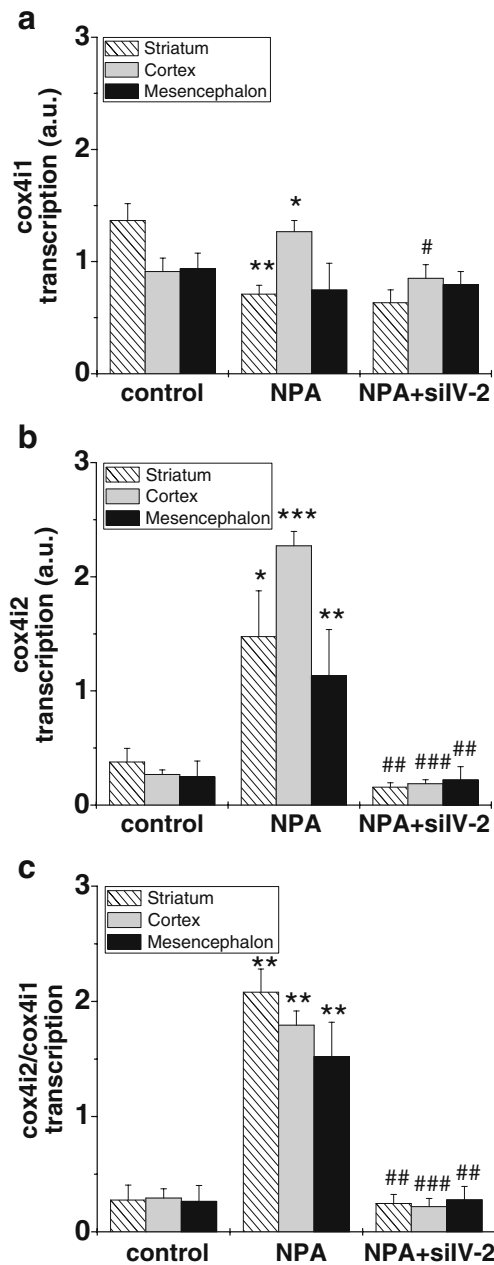 a
3
Striatum
Cortex
Mesencephalon
cox4i1
transcription (a.u.)
2
*
**
#
1
0
control NPA NPA+siIV-2
b
3
Striatum
Cortex
Mesencephalon
cox4i2
transcription (a.u.)
***
2
*
**
1
## ### ##
0
control NPA NPA+siIV-2
c
3
Striatum
Cortex
Mesencephalon
cox4i2/cox4i1
transcription
**
**
**
2
1
## ### ##
0
control NPA NPA+siIV-2